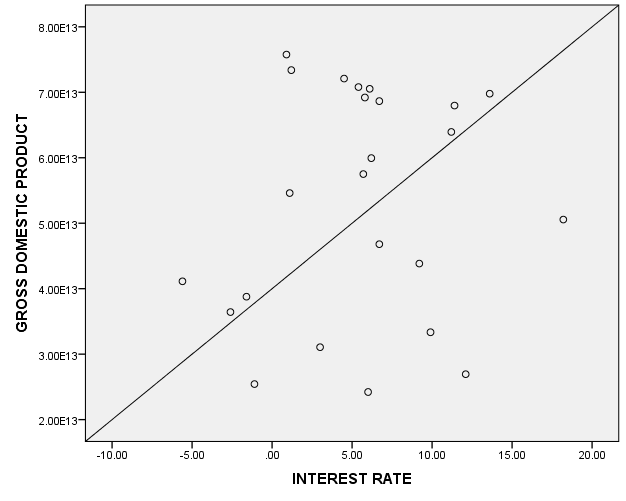 GROSS DOMESTIC PRODUCT
8.00E13
7.00E13
6.00E13
5.00E13
4.00E13
3.00E13
2.00E13
-10.00 -5.00 .00 5.00 10.00 15.00 20.00
INTEREST RATE